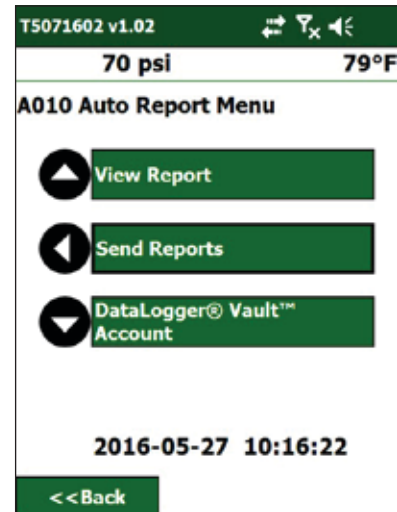 T5071602 v1.02
70 psi 79°F
A010 Auto Report Menu
View Report
Send Reports
DataLogger® Vault™
Account
2016-05-27 10:16:22
<<Back